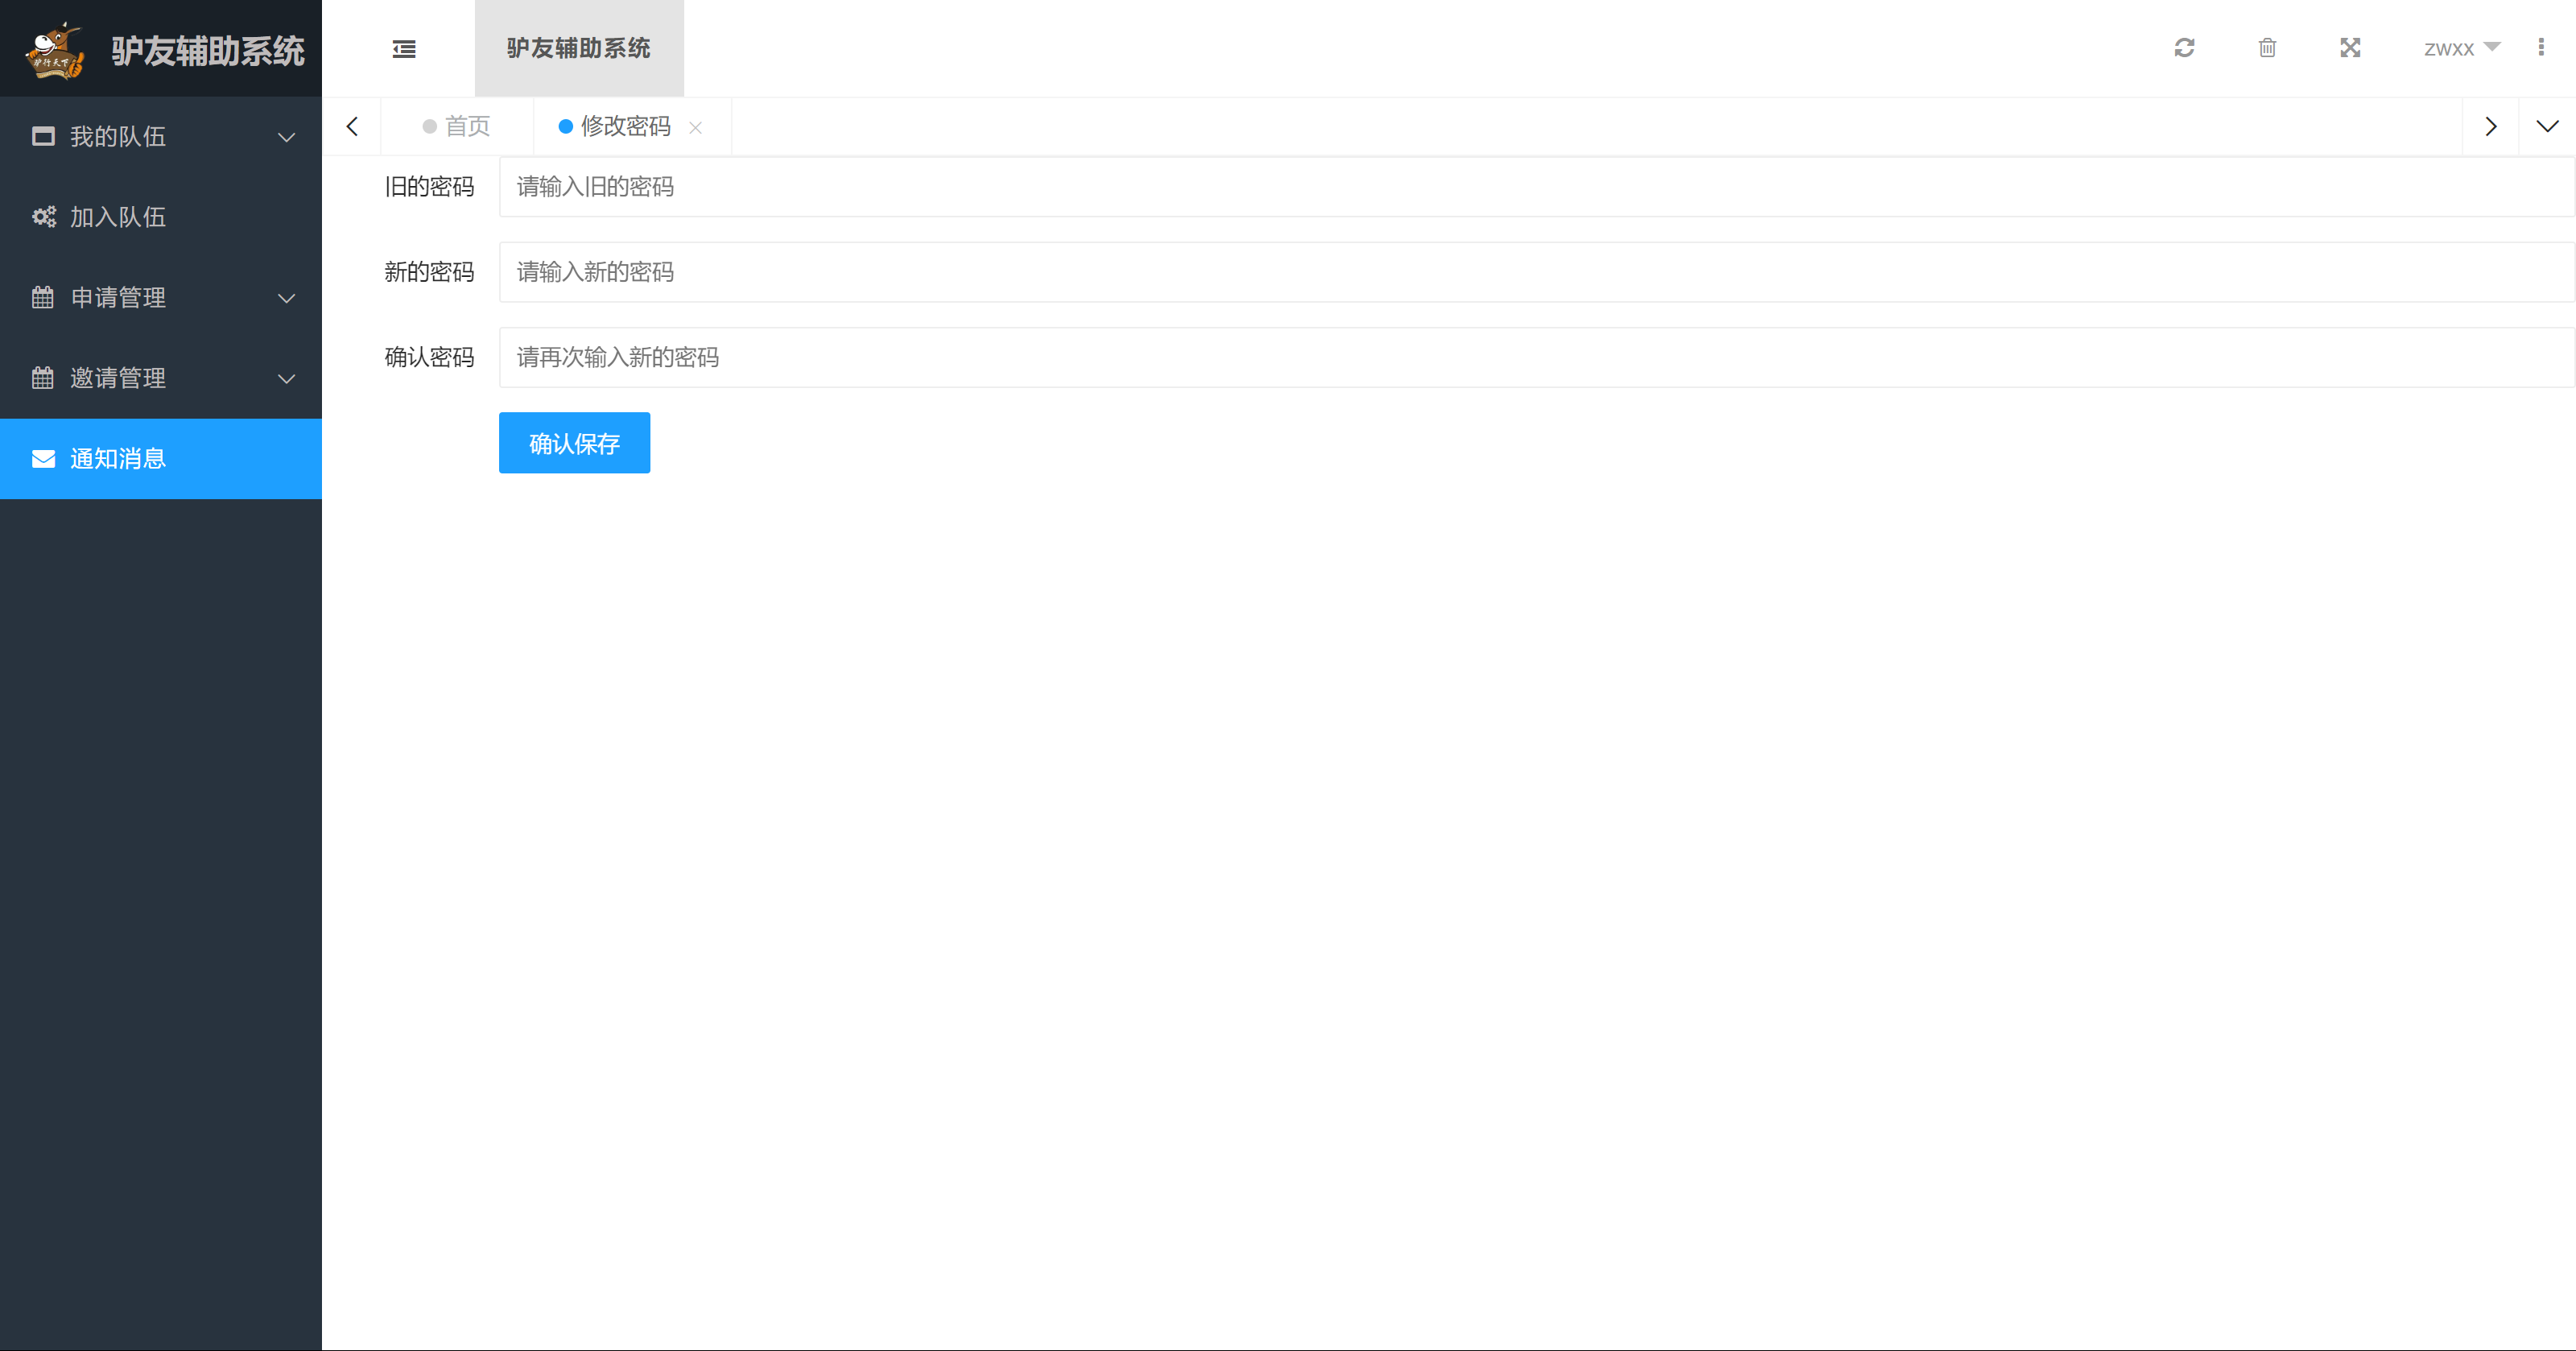 驴行天下
驴友辅助系统
我的队伍
加入队伍
申请管理
邀请管理
通知消息
驴友辅助系统
zwxx
首页
修改密码
旧的密码
请输入旧的密码
新的密码
请输入新的密码
确认密码
请再次输入新的密码
确认保存